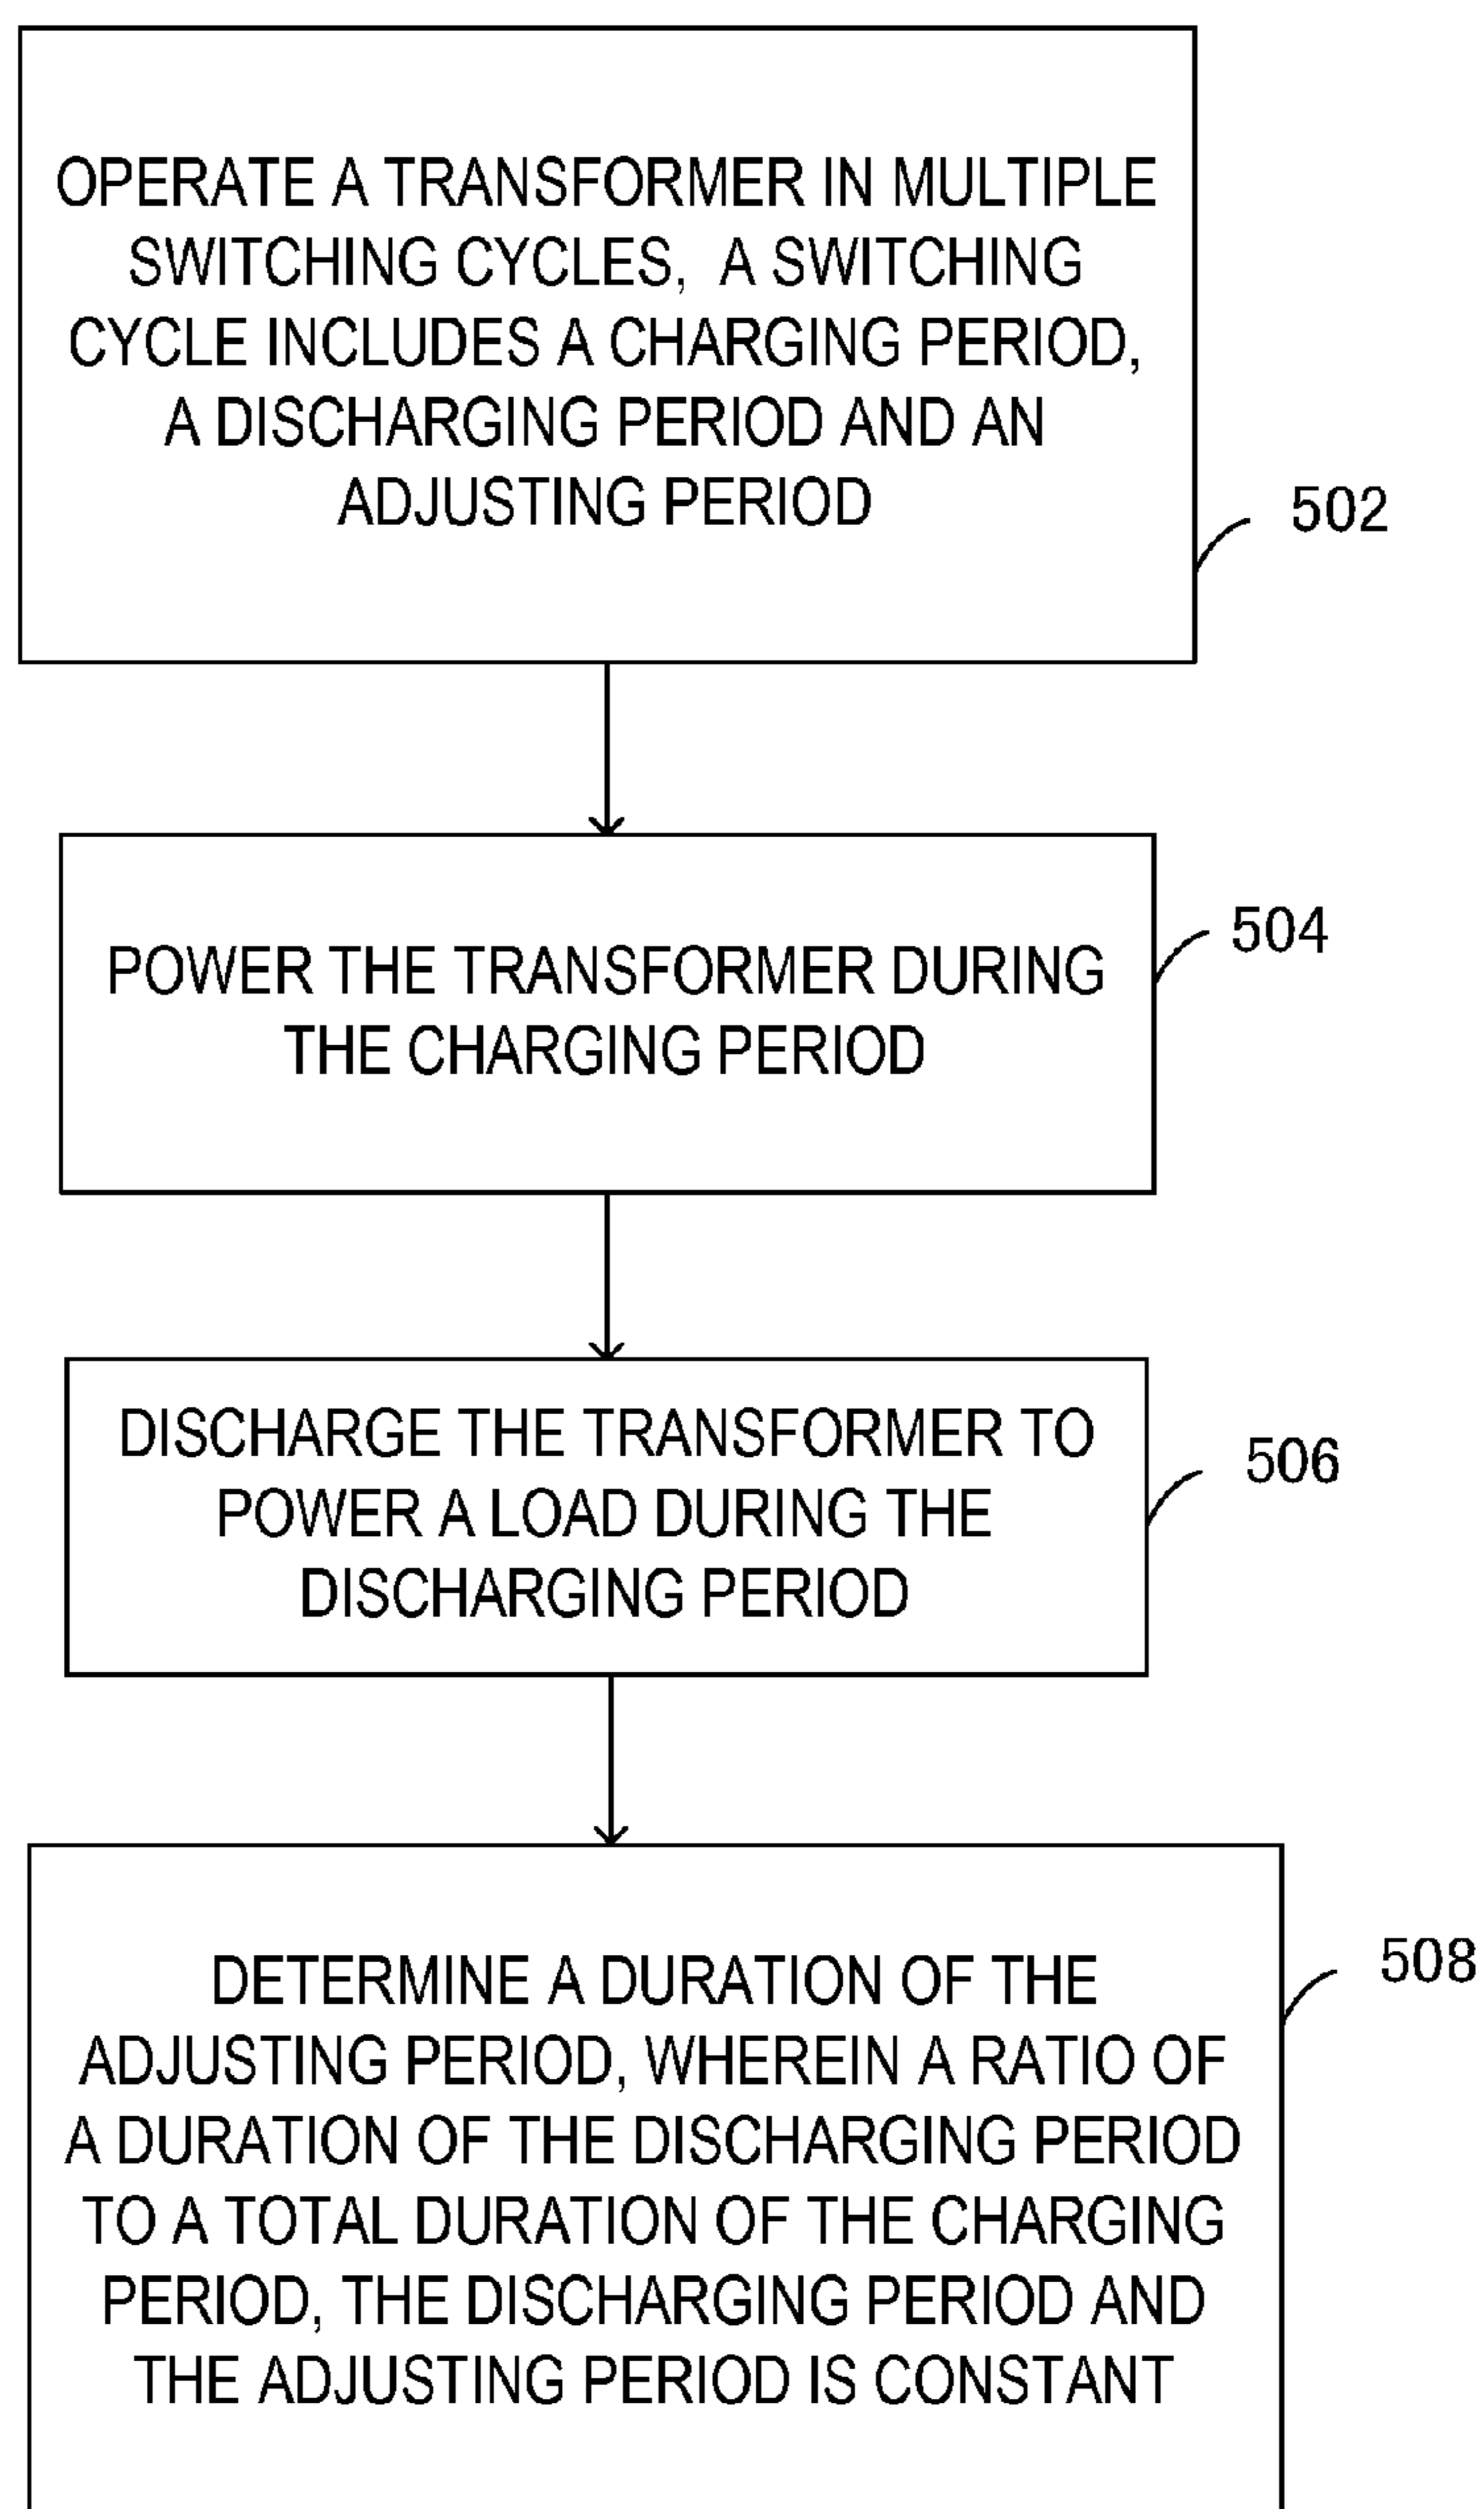 OPERATE A TRANSFORMER IN MULTIPLE
SWITCHING CYCLES, A SWITCHING
CYCLE INCLUDES A CHARGING PERIOD,
A DISCHARGING PERIOD AND AN
ADJUSTING PERIOD
502
POWER THE TRANSFORMER DURING
THE CHARGING PERIOD
504
DISCHARGE THE TRANSFORMER TO
POWER A LOAD DURING THE
DISCHARGING PERIOD
506
DETERMINE A DURATION OF THE
ADJUSTING PERIOD, WHEREIN A RATIO OF
A DURATION OF THE DISCHARGING PERIOD
TO A TOTAL DURATION OF THE CHARGING
PERIOD, THE DISCHARGING PERIOD AND
THE ADJUSTING PERIOD IS CONSTANT
508